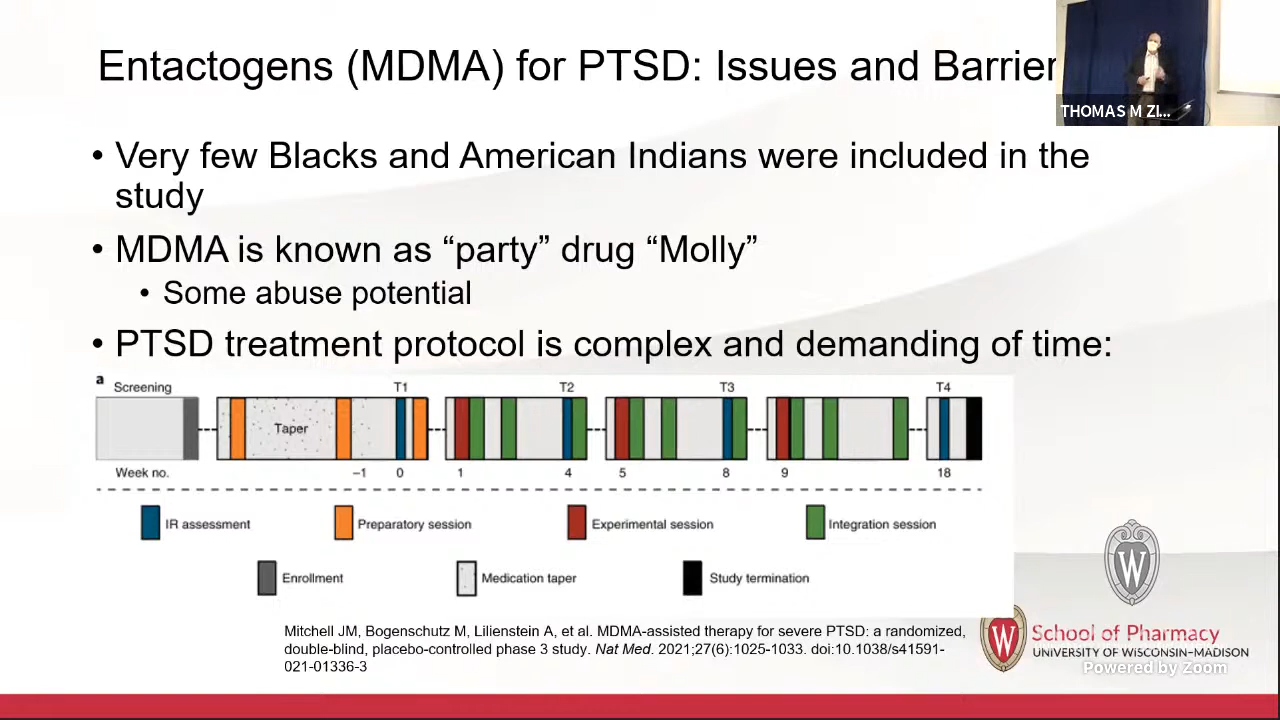 Entactogens (MDMA) for PTSD: Issues and Barrier
THOMAS M ZI...
• Very few Blacks and American Indians were included in the
study
• MDMA is known as “party” drug “Molly”
• Some abuse potential
• PTSD treatment protocol is complex and demanding of time:
a
Screening T1 T2 T3 T4
Taper
Week no. –1 0 1 4 5 8 9 18
IR assessment Preparatory session Experimental session Integration session
Enrollment Medication taper Study termination
Mitchell JM, Bogenschutz M, Lilienstein A, et al. MDMA-assisted therapy for severe PTSD: a randomized,
double-blind, placebo-controlled phase 3 study. Nat Med. 2021;27(6):1025-1033. doi:10.1038/s41591-
021-01336-3
W
W
School of Pharmacy
UNIVERSITY OF WISCONSIN–MADISON
Powered by Zoom